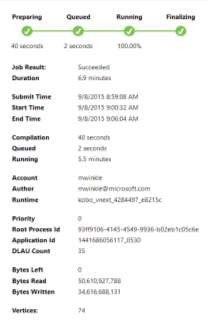 Preparing Queued Running Finalizing
40 seconds 2 seconds 100.00%
Job Result: Succeeded
Duration 6.9 minutes
Submit Time 9/8/2015 8:59:08 AM
Start Time 9/8/2015 9:00:32 AM
End Time 9/8/2015 9:06:04 AM
Compilation 40 seconds
Queued 2 seconds
Running 5.5 minutes
Account mwinkle
Author mwinkle@microsoft.com
Runtime kobo_vnext_4284497_e8215c
Priority 0
Root Process Id 93ff9106-4145-4549-9936-b02eb1c05c6e
Application Id 1441686056117_0530
DLAU Count 35
Bytes Left 0
Bytes Read 50,610,927,788
Bytes Written 34,616,688,131
Vertices: 74